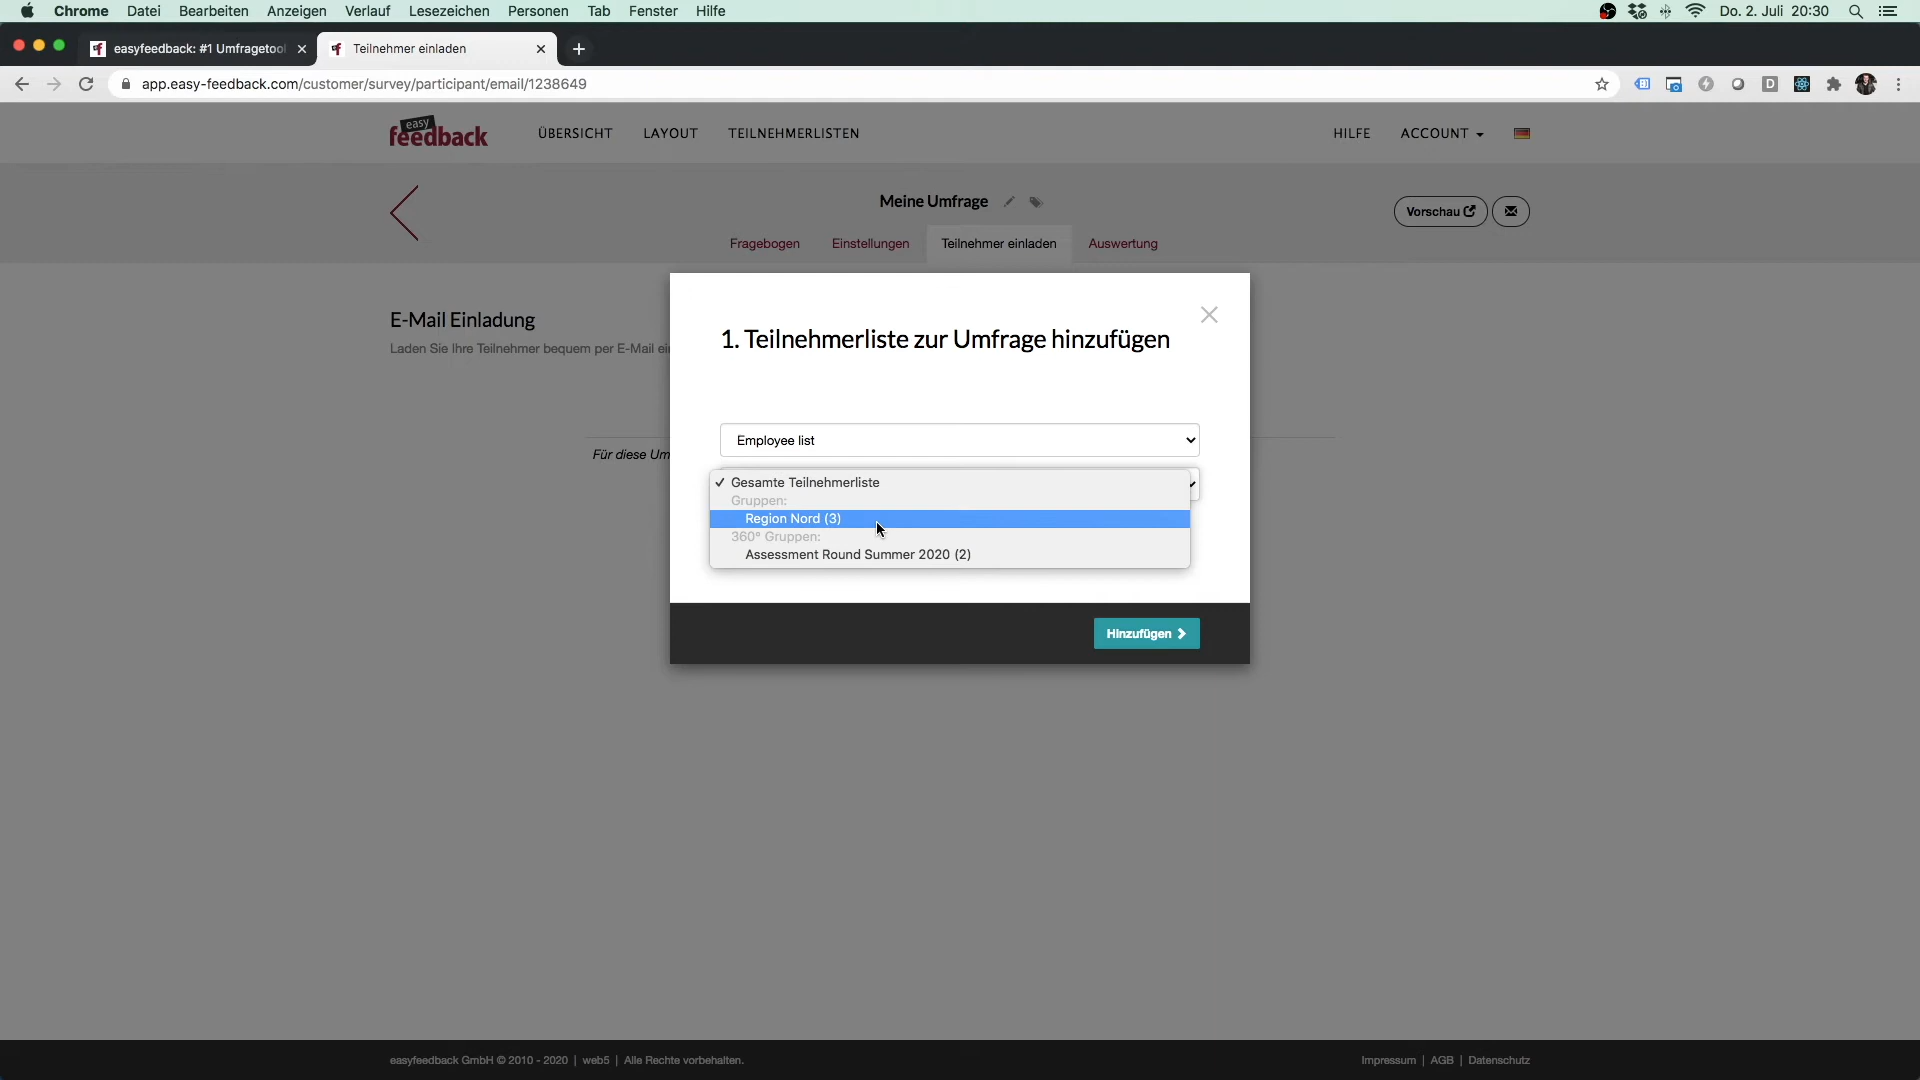 Chrome Datei Bearbeiten Anzeigen Verlauf Lesezeichen Personen Tab Fenster Hilfe Do. 2. Juli 20:30
easyfeedback: #1 Umfragetool Teilnehmer einladen
app.easy-feedback.com/customer/survey/participant/email/1238649
easy feedback ÜBERSICHT LAYOUT TEILNEHMERLISTEN HILFE ACCOUNT
Meine Umfrage
Vorschau
Fragebogen Einstellungen Teilnehmer einladen Auswertung
E-Mail Einladung
Laden Sie Ihre Teilnehmer bequem per E-Mail ei
1. Teilnehmerliste zur Umfrage hinzufügen
Employee list
Für diese Um
✓ Gesamte Teilnehmerliste
Gruppen:
Region Nord (3)
360° Gruppen:
Assessment Round Summer 2020 (2)
Hinzufügen
easyfeedback GmbH © 2010 - 2020 | web5 | Alle Rechte vorbehalten. Impressum | AGB | Datenschutz